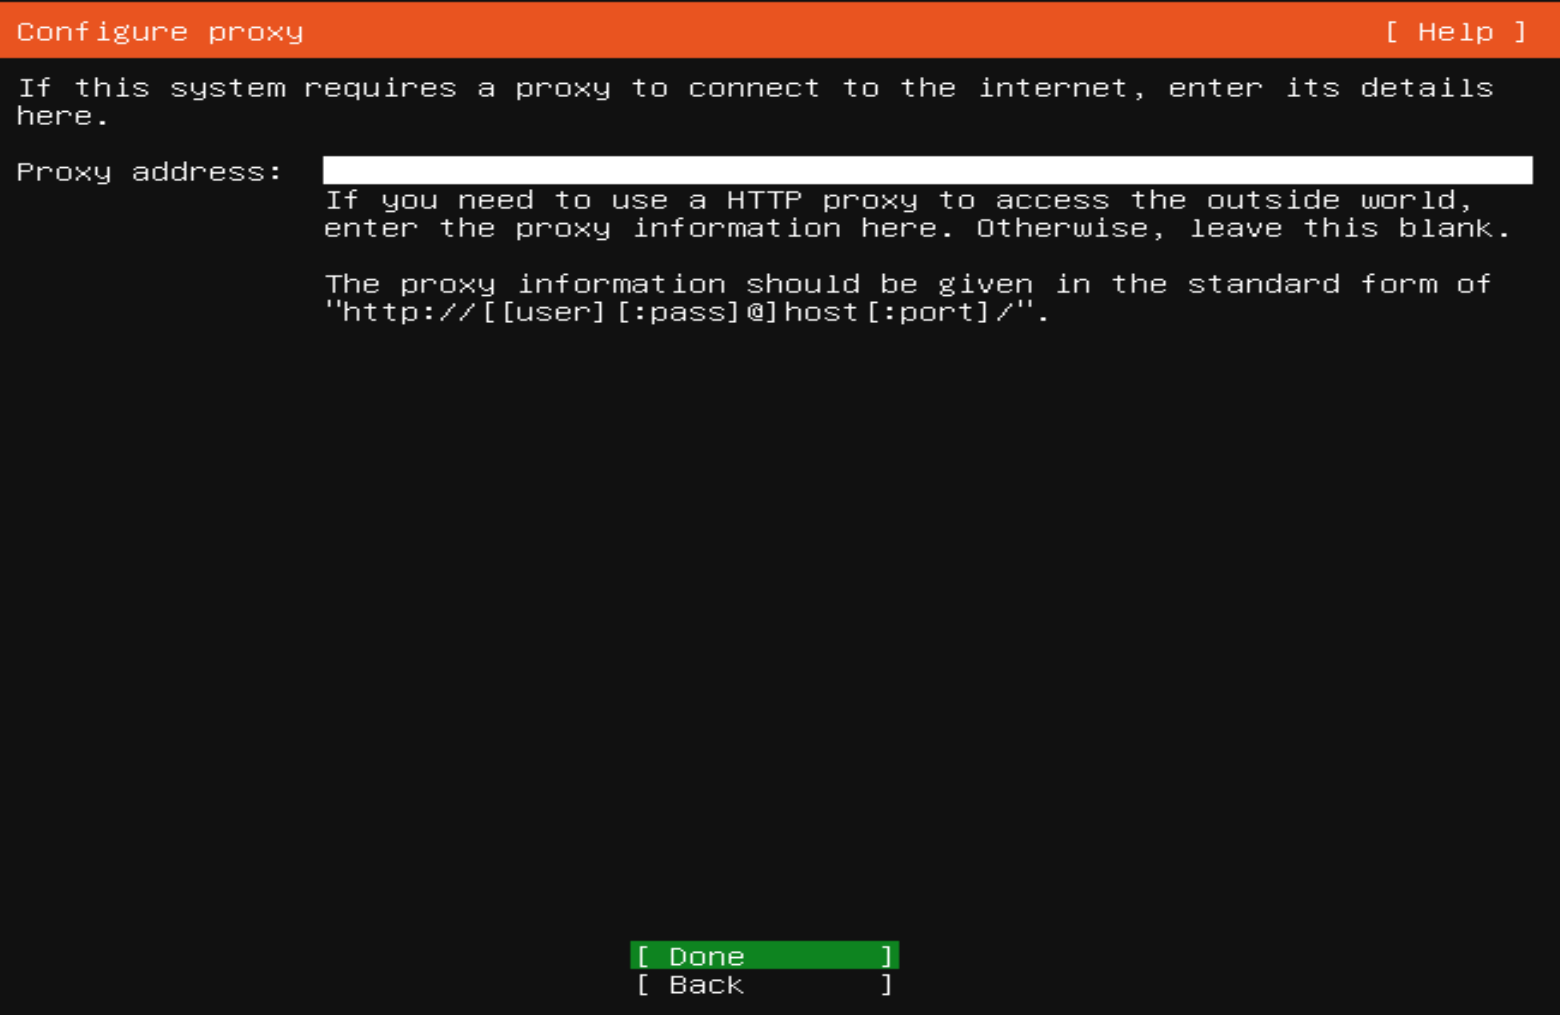 Configure proxy [ Help ]
If this system requires a proxy to connect to the internet, enter its details
here.
Proxy address:
If you need to use a HTTP proxy to access the outside world,
enter the proxy information here. Otherwise, leave this blank.
The proxy information should be given in the standard form of
"http://[[user][:pass]@]host[:port]/".
[ Done ]
[ Back ]